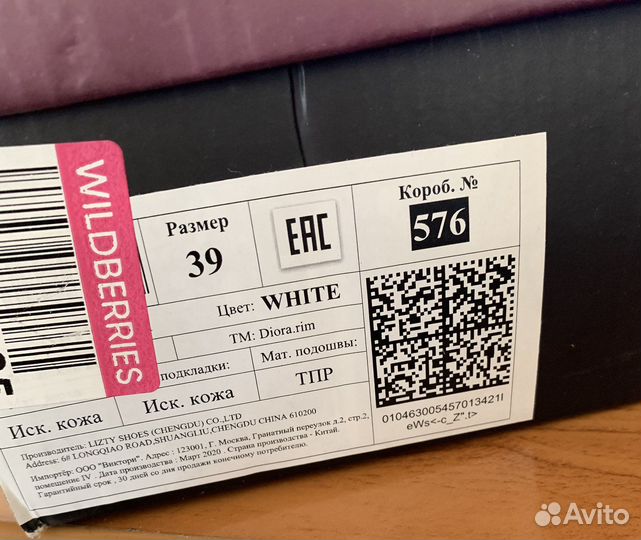 WILDBERRIES
Размер
39
EAC
Короб. №
576
Цвет: WHITE
ТМ: Diora.rim
подкладки:
Мат. подошвы:
Иск. кожа
Иск. кожа
ТПР
Производитель: LIZTY SHOES (CHENGDU) CO.,LTD
Address: 6# LONGQIAO ROAD,SHUANGLIU,CHENGDU CHINA 610200
Импортёр: ООО "Виктори". Адрес : 123001, Г. Москва, Гранатный переулок д.2, стр.2,
помещение IV . Дата производства : Март 2020 . Страна производства - Китай.
Гарантийный срок , 30 дней со дня продажи конечному потребителю.
010463005457013421I
eWs<-c_Z".t>
Avito